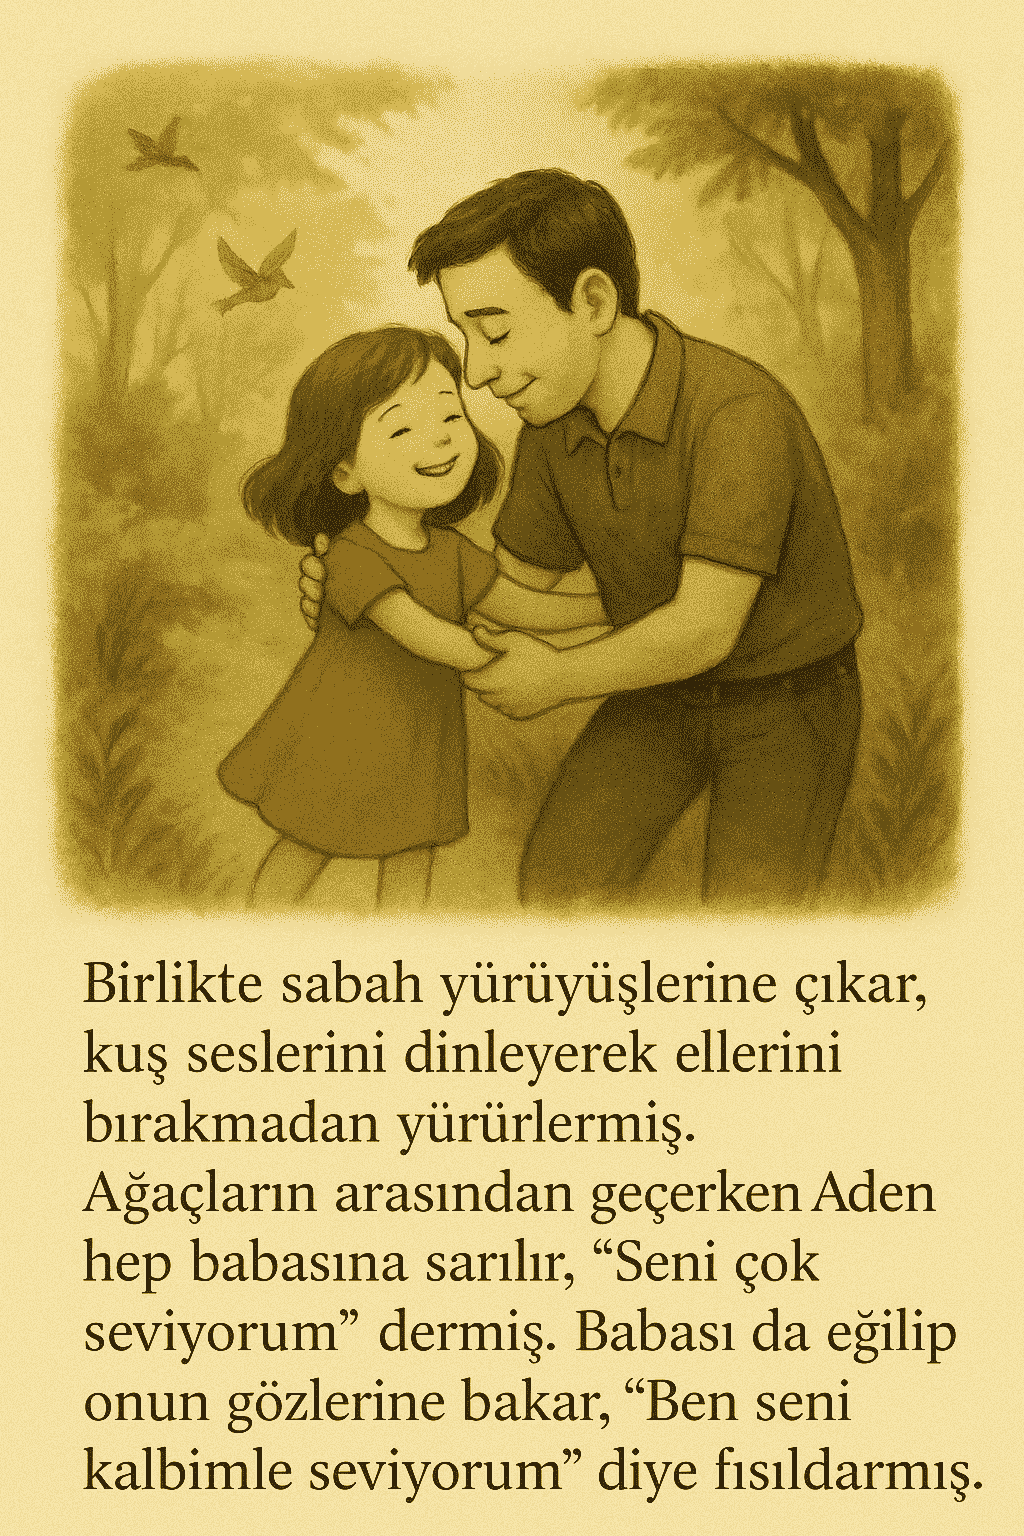 Birlikte sabah yürüyüşlerine çıkar,
kuş seslerini dinleyerek ellerini
bırakmadan yürürlermiş.
Ağaçların arasından geçerken Aden
hep babasına sarılır, “Seni çok
seviyorum” dermiş. Babası da eğilip
onun gözlerine bakar, “Ben seni
kalbimle seviyorum” diye fısıldarmış.